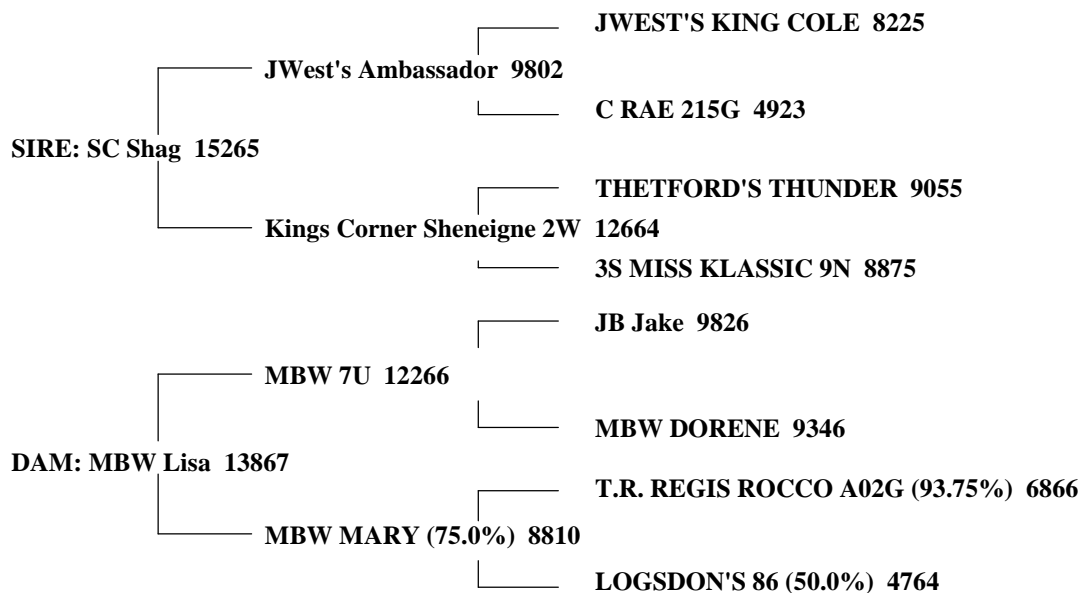 JWEST'S KING COLE 8225
JWest's Ambassador 9802
C RAE 215G 4923
SIRE: SC Shag 15265
THETFORD'S THUNDER 9055
Kings Corner Sheneigne 2W 12664
3S MISS KLASSIC 9N 8875
JB Jake 9826
MBW 7U 12266
MBW DORENE 9346
DAM: MBW Lisa 13867
T.R. REGIS ROCCO A02G (93.75%) 6866
MBW MARY (75.0%) 8810
LOGSDON'S 86 (50.0%) 4764